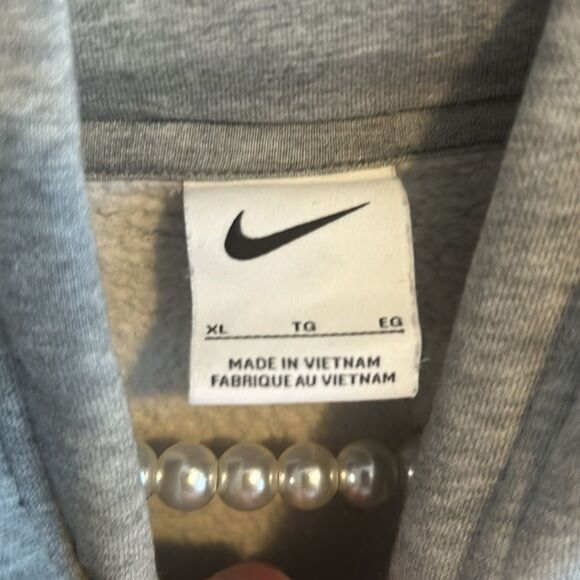 XL TG EG
MADE IN VIETNAM
FABRIQUE AU VIETNAM